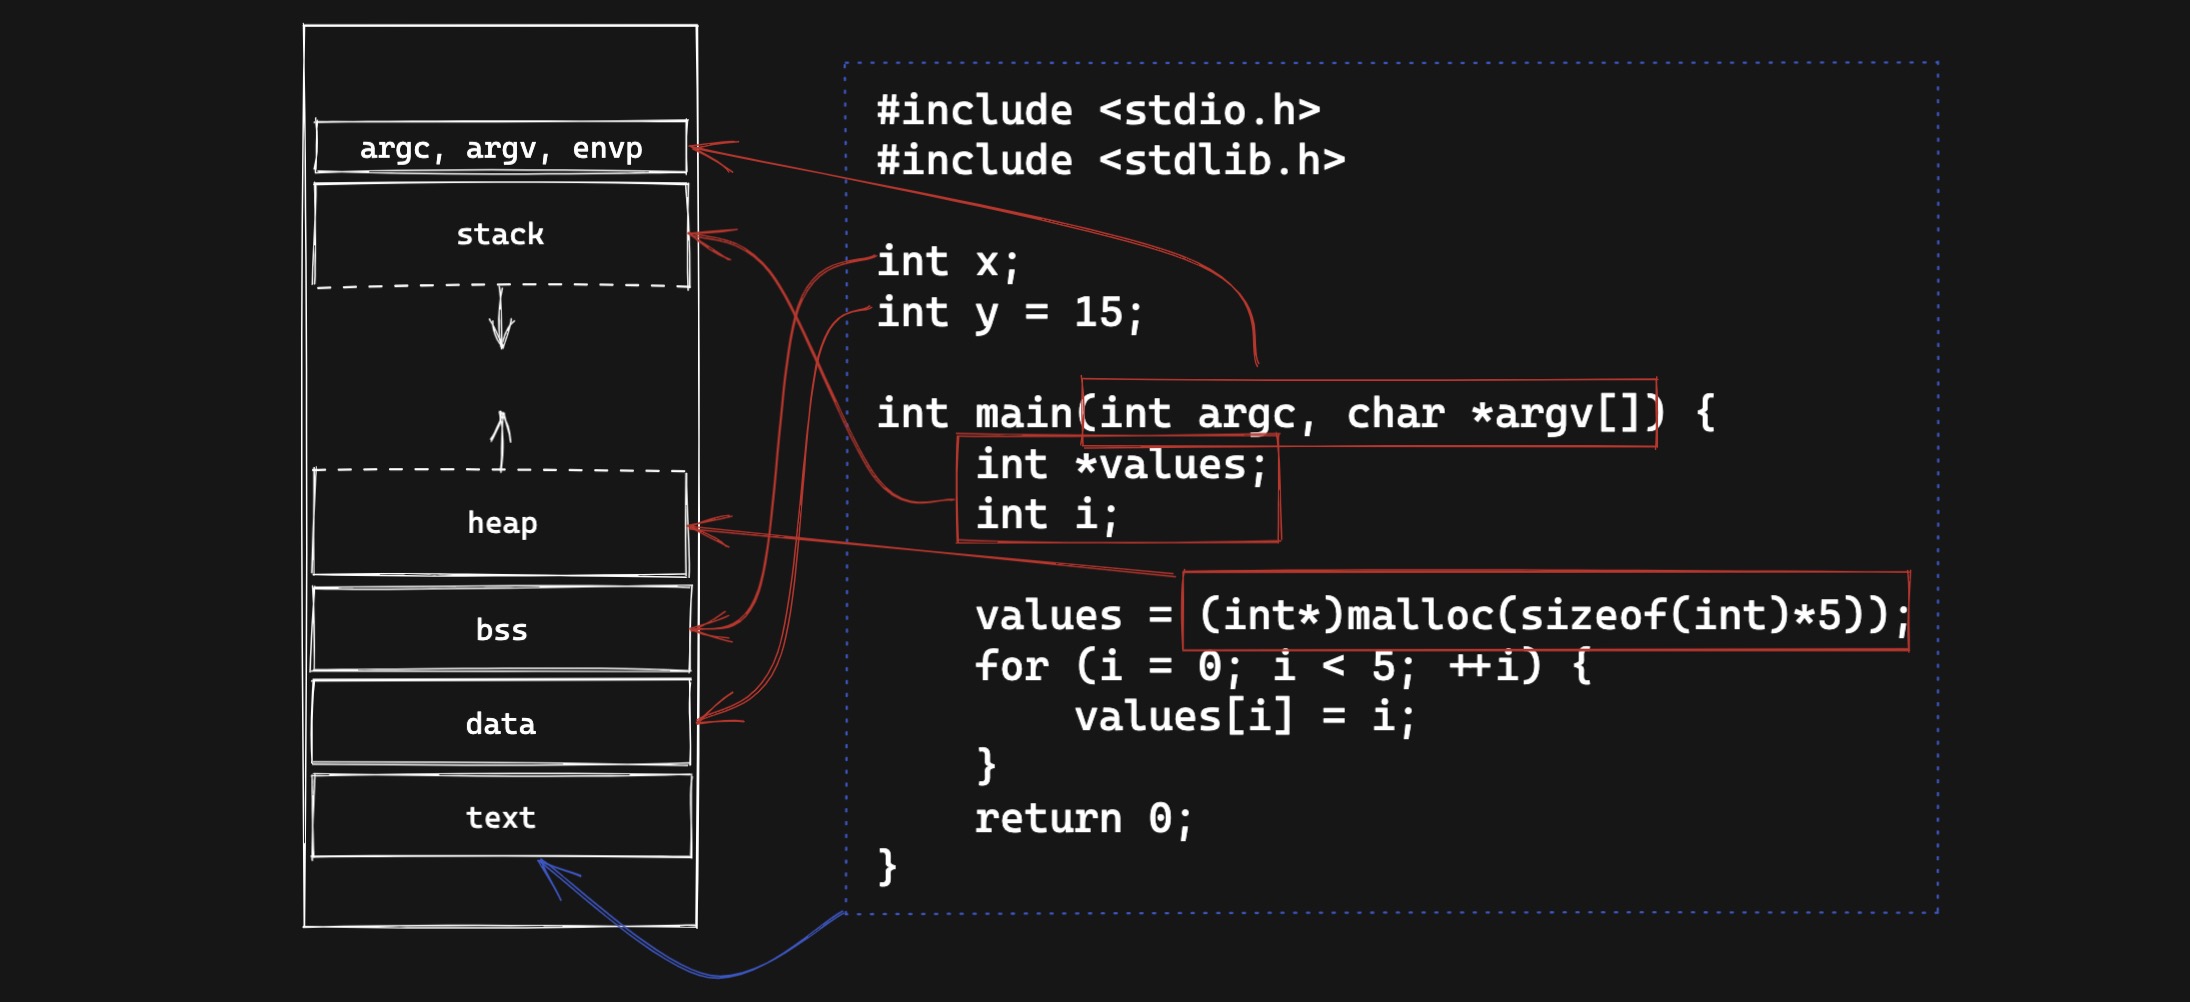 argc, argv, envp
stack
heap
bss
data
text
#include <stdio.h>
#include <stdlib.h>
int x;
int y = 15;
int main(int argc, char *argv[]) {
int *values;
int i;
values = (int*)malloc(sizeof(int)*5));
for (i = 0; i < 5; ++i) {
values[i] = i;
}
return 0;
}